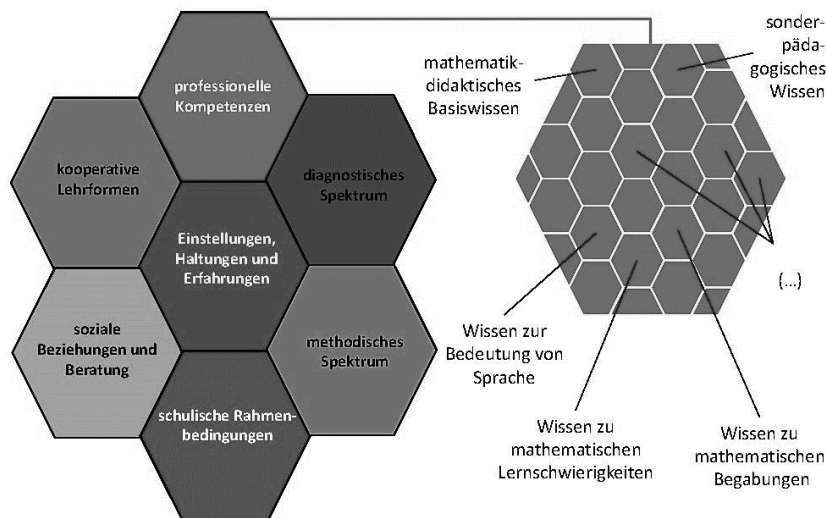 professionelle
Kompetenzen
kooperative
Lehrformen
diagnostisches
Spektrum
Einstellungen,
Haltungen und
Erfahrungen
soziale
Beziehungen und
Beratung
methodisches
Spektrum
schulische Rahmen-
bedingungen
mathematik-
didaktisches
Basiswissen
sonder-
päda-
gogisches
Wissen
(...)
Wissen zur
Bedeutung von
Sprache
Wissen zu
mathematischen
Lernschwierigkeiten
Wissen zu
mathematischen
Begabungen